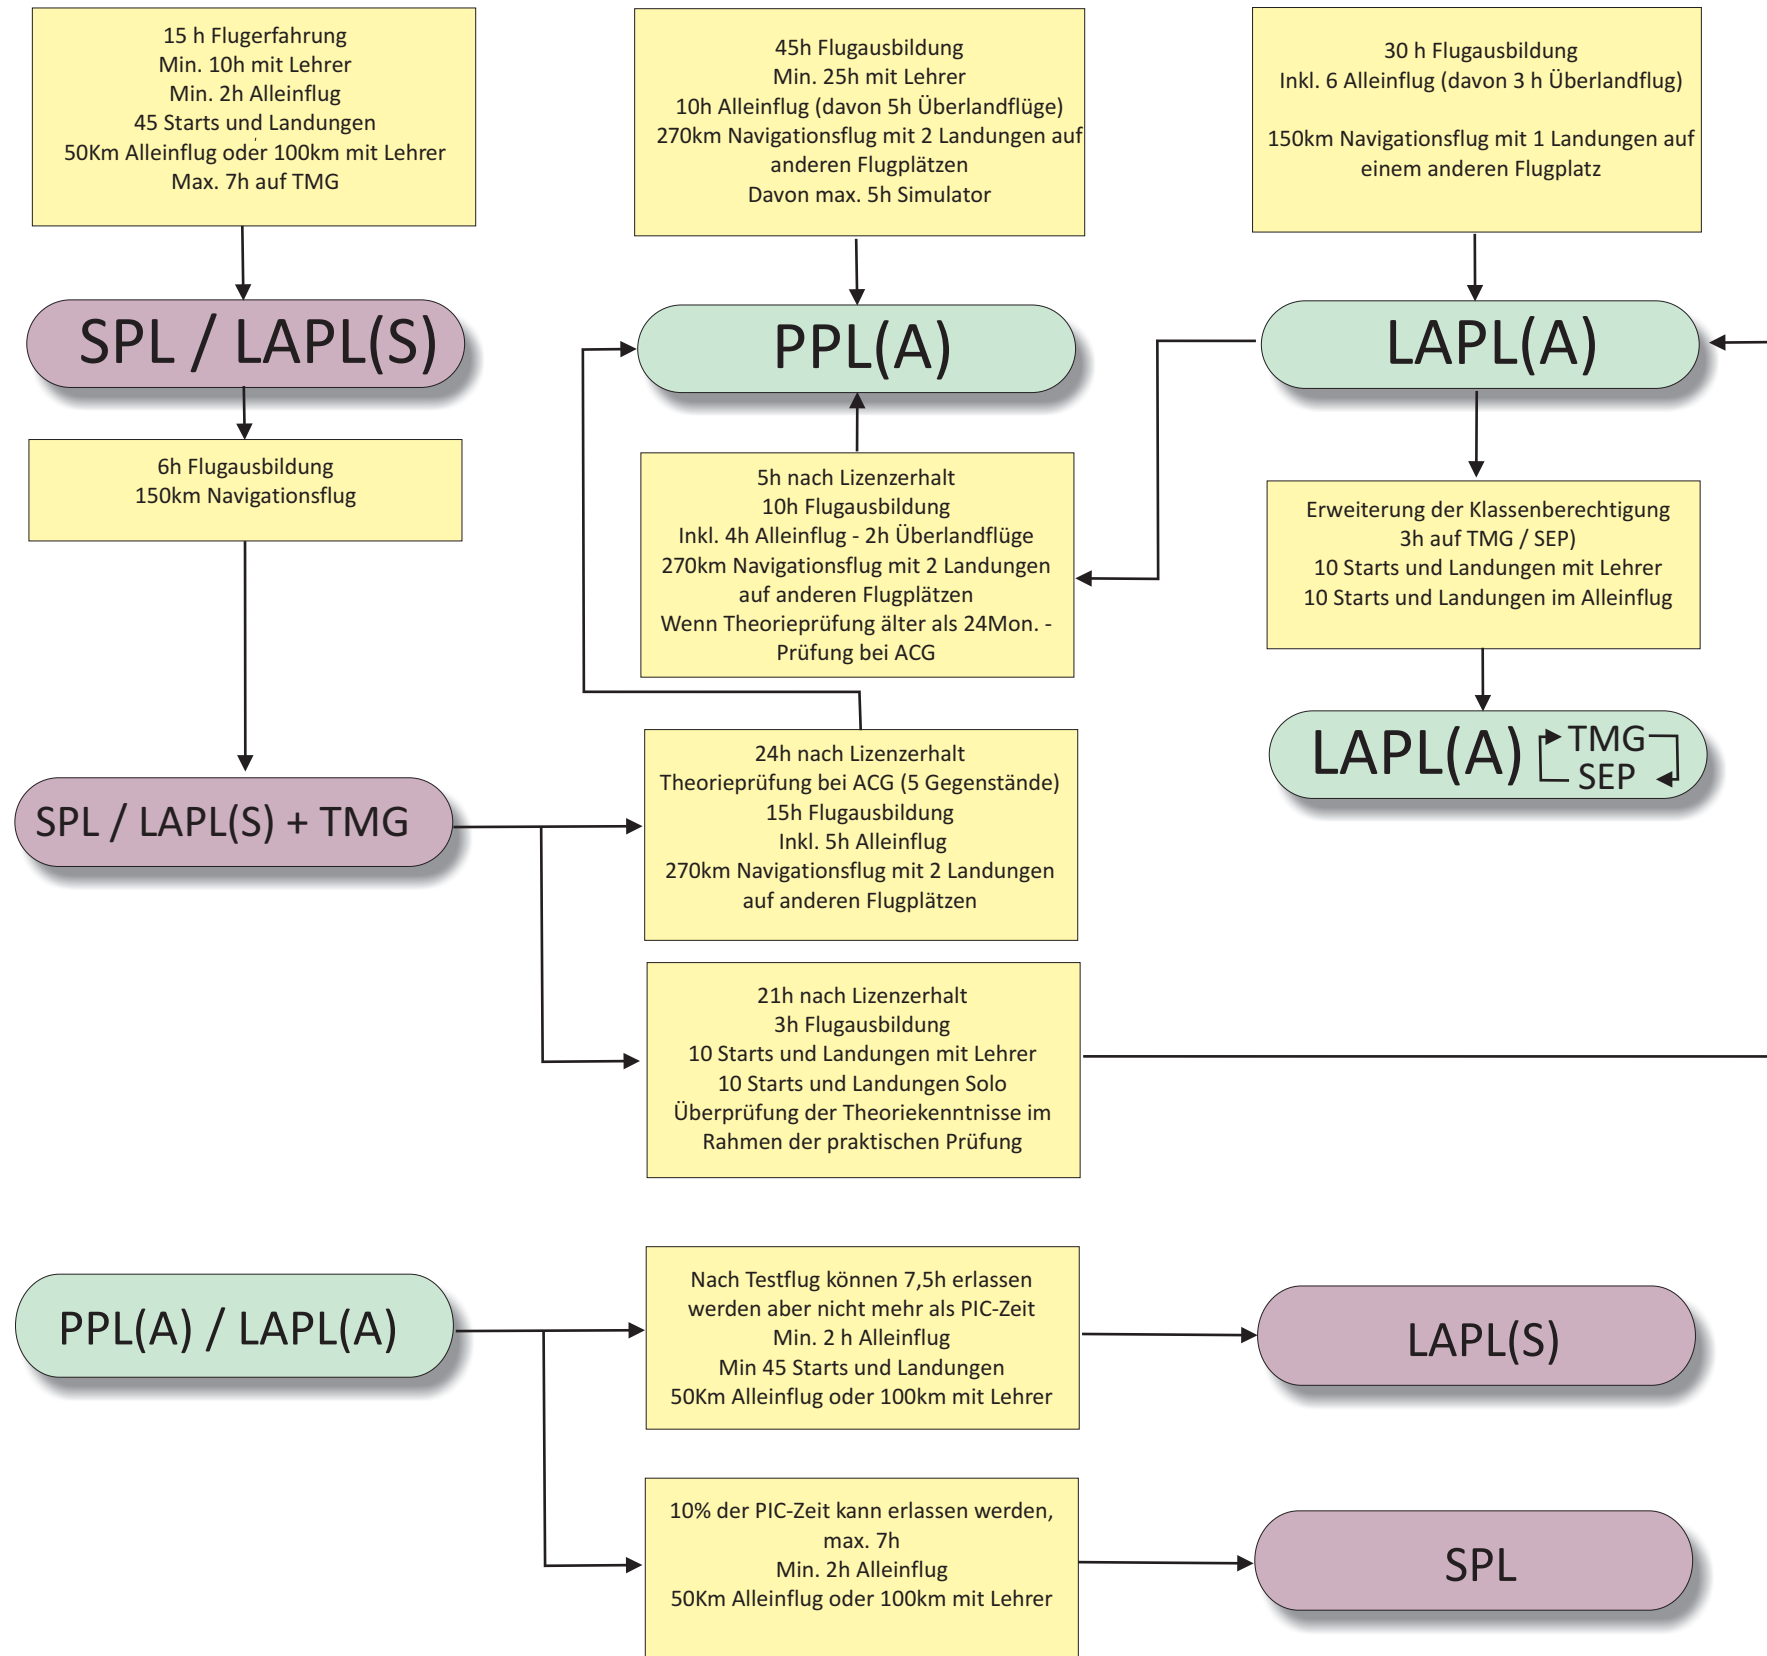 15 h Flugerfahrung
Min. 10h mit Lehrer
Min. 2h Alleinflug
45 Starts und Landungen
50Km Alleinflug oder 100km mit Lehrer
Max. 7h auf TMG
45h Flugausbildung
Min. 25h mit Lehrer
10h Alleinflug (davon 5h Überlandflüge)
270km Navigationsflug mit 2 Landungen auf
anderen Flugplätzen
Davon max. 5h Simulator
30 h Flugausbildung
Inkl. 6 Alleinflug (davon 3 h Überlandflug)
150km Navigationsflug mit 1 Landungen auf
einem anderen Flugplatz
SPL / LAPL(S)
PPL(A)
LAPL(A)
6h Flugausbildung
150km Navigationsflug
5h nach Lizenzerhalt
10h Flugausbildung
Inkl. 4h Alleinflug - 2h Überlandflüge
270km Navigationsflug mit 2 Landungen
auf anderen Flugplätzen
Wenn Theorieprüfung älter als 24Mon. -
Prüfung bei ACG
Erweiterung der Klassenberechtigung
3h auf TMG / SEP)
10 Starts und Landungen mit Lehrer
10 Starts und Landungen im Alleinflug
LAPL(A)
TMG
SEP
SPL / LAPL(S) + TMG
24h nach Lizenzerhalt
Theorieprüfung bei ACG (5 Gegenstände)
15h Flugausbildung
Inkl. 5h Alleinflug
270km Navigationsflug mit 2 Landungen
auf anderen Flugplätzen
21h nach Lizenzerhalt
3h Flugausbildung
10 Starts und Landungen mit Lehrer
10 Starts und Landungen Solo
Überprüfung der Theoriekenntnisse im
Rahmen der praktischen Prüfung
PPL(A) / LAPL(A)
Nach Testflug können 7,5h erlassen
werden aber nicht mehr als PIC-Zeit
Min. 2 h Alleinflug
Min 45 Starts und Landungen
50Km Alleinflug oder 100km mit Lehrer
LAPL(S)
10% der PIC-Zeit kann erlassen werden,
max. 7h
Min. 2h Alleinflug
50Km Alleinflug oder 100km mit Lehrer
SPL